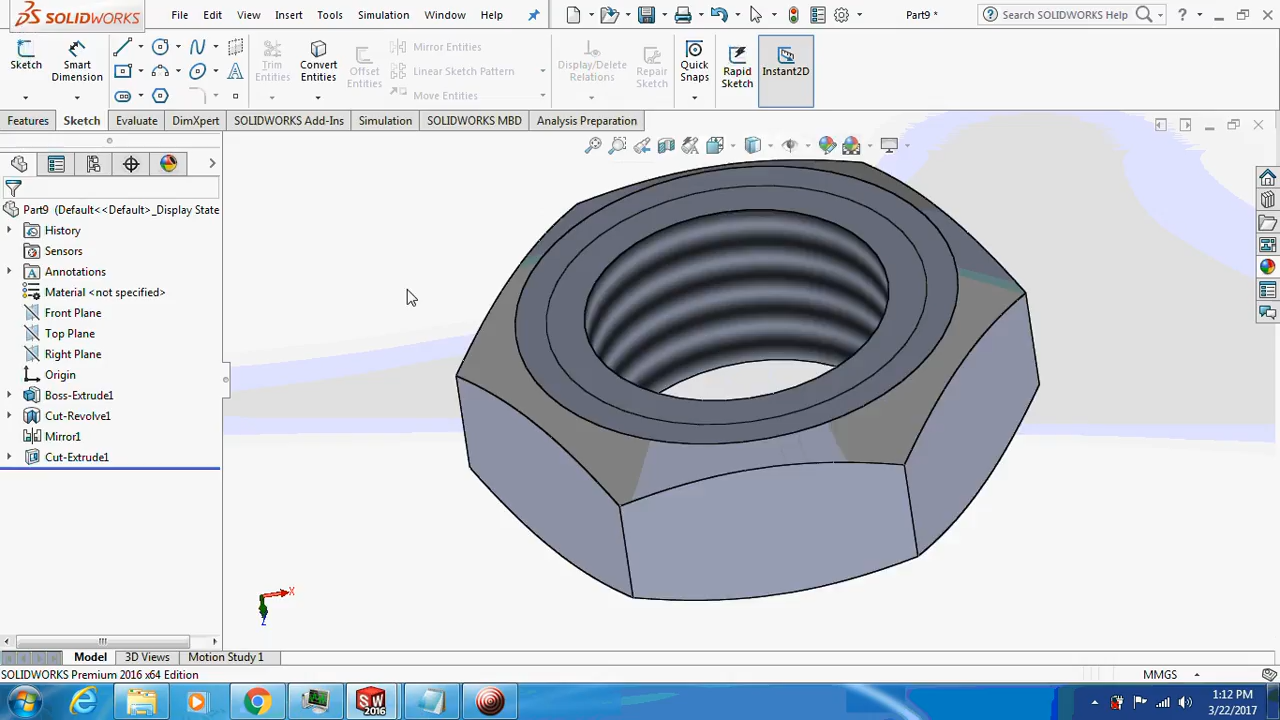 SOLIDWORKS
File Edit View Insert Tools Simulation Window Help
Part9 *
Search SOLIDWORKS Help
?
Sketch
Smart
Dimension
Trim
Entities
Convert
Entities
Offset
Entities
Mirror Entities
Linear Sketch Pattern
Move Entities
Display/Delete
Relations
Repair
Sketch
Quick
Snaps
Rapid
Sketch
Instant2D
Features Sketch Evaluate DimXpert SOLIDWORKS Add-Ins Simulation SOLIDWORKS MBD Analysis Preparation
Part9 (Default<<Default>_Display State
History
Sensors
Annotations
Material <not specified>
Front Plane
Top Plane
Right Plane
Origin
Boss-Extrude1
Cut-Revolve1
Mirror1
Cut-Extrude1
X
Z
Model 3D Views Motion Study 1
SOLIDWORKS Premium 2016 x64 Edition
MMGS
SW
2016
1:12 PM
3/22/2017